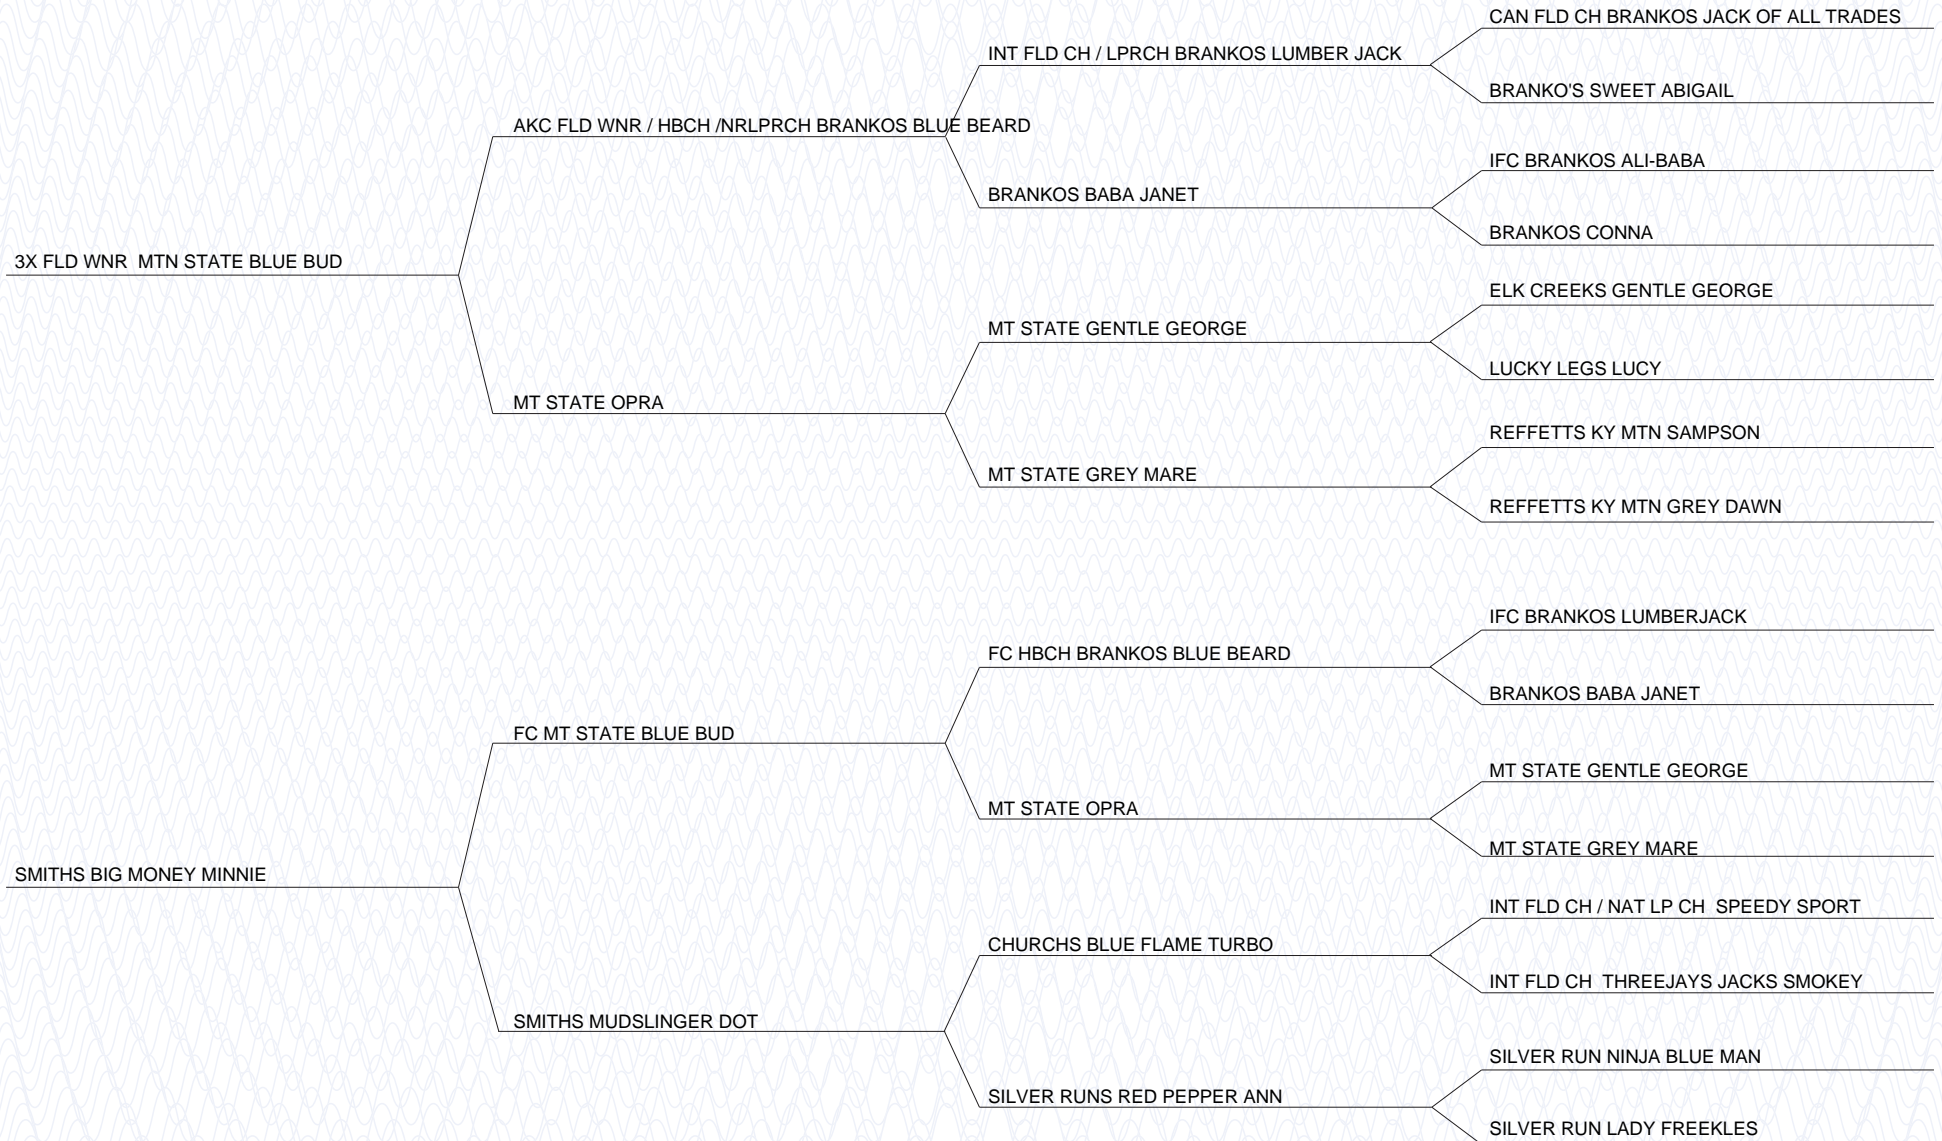 CAN FLD CH BRANKOS JACK OF ALL TRADES
INT FLD CH / LPRCH BRANKOS LUMBER JACK
BRANKO'S SWEET ABIGAIL
AKC FLD WNR / HBCH /NRLPRCH BRANKOS BLUE BEARD
IFC BRANKOS ALI-BABA
BRANKOS BABA JANET
BRANKOS CONNA
3X FLD WNR  MTN STATE BLUE BUD
ELK CREEKS GENTLE GEORGE
MT STATE GENTLE GEORGE
LUCKY LEGS LUCY
MT STATE OPRA
REFFETTS KY MTN SAMPSON
MT STATE GREY MARE
REFFETTS KY MTN GREY DAWN
IFC BRANKOS LUMBERJACK
FC HBCH BRANKOS BLUE BEARD
BRANKOS BABA JANET
FC MT STATE BLUE BUD
MT STATE GENTLE GEORGE
MT STATE OPRA
MT STATE GREY MARE
SMITHS BIG MONEY MINNIE
INT FLD CH / NAT LP CH  SPEEDY SPORT
CHURCHS BLUE FLAME TURBO
INT FLD CH  THREEJAYS JACKS SMOKEY
SMITHS MUDSLINGER DOT
SILVER RUN NINJA BLUE MAN
SILVER RUNS RED PEPPER ANN
SILVER RUN LADY FREEKLES